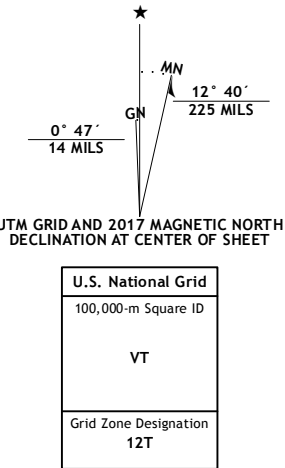 MN
12° 40´
225 MILS
GN
0° 47´
14 MILS
UTM GRID AND 2017 MAGNETIC NORTH
DECLINATION AT CENTER OF SHEET
U.S. National Grid
100,000-m Square ID
VT
Grid Zone Designation
12T